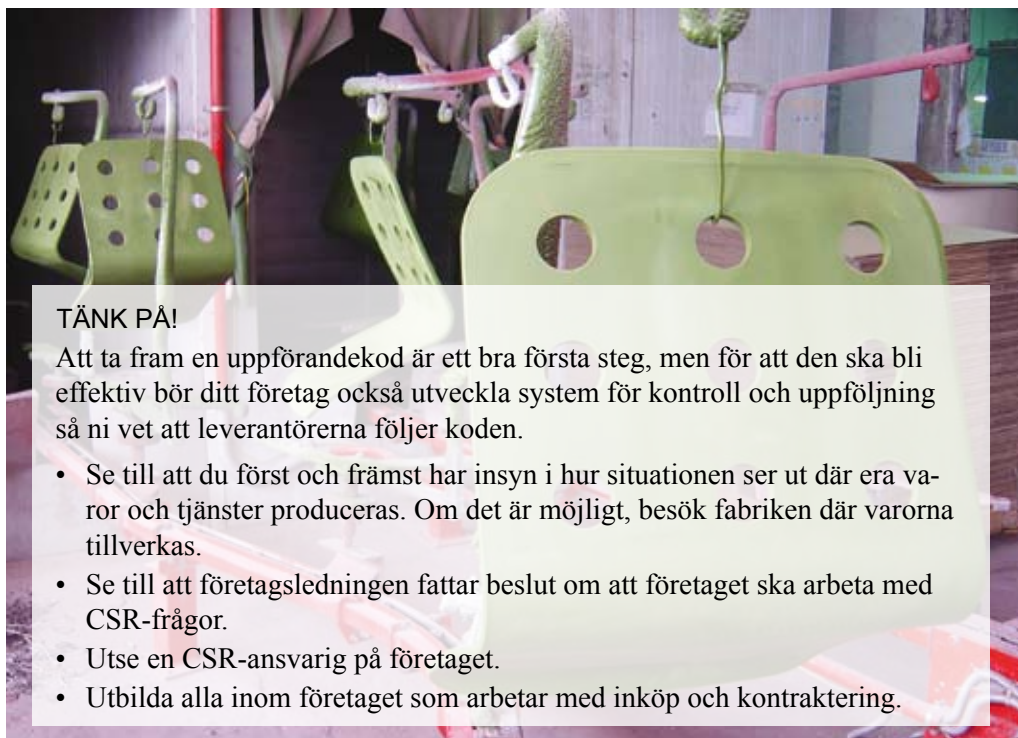 TÄNK PÅ!
Att ta fram en uppförandekod är ett bra första steg, men för att den ska bli
effektiv bör ditt företag också utveckla system för kontroll och uppföljning
så ni vet att leverantörerna följer koden.
• Se till att du först och främst har insyn i hur situationen ser ut där era va-
ror och tjänster produceras. Om det är möjligt, besök fabriken där varorna
tillverkas.
• Se till att företagsledningen fattar beslut om att företaget ska arbeta med
CSR-frågor.
• Utse en CSR-ansvarig på företaget.
• Utbilda alla inom företaget som arbetar med inköp och kontraktering.